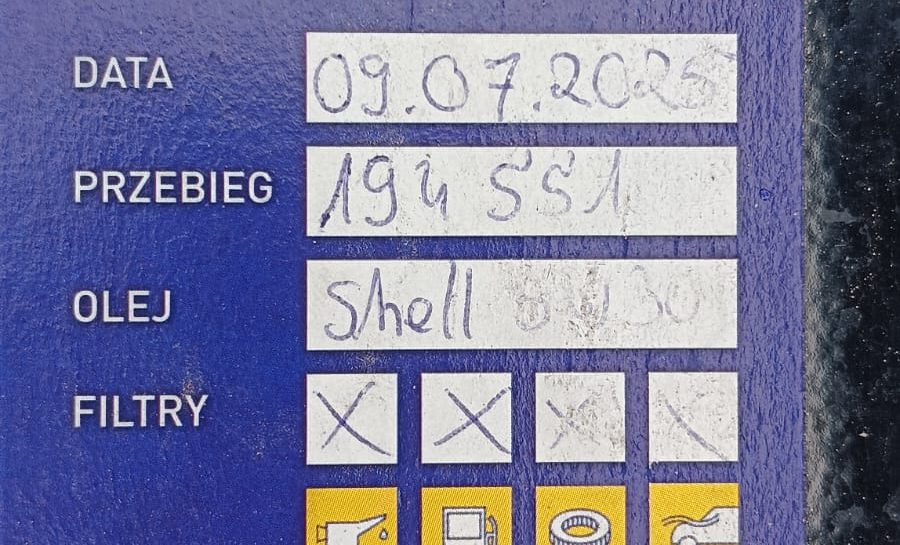 DATA 09.07.2025
PRZEBIEG 194 551
OLEJ Shell
FILTRY X X X X